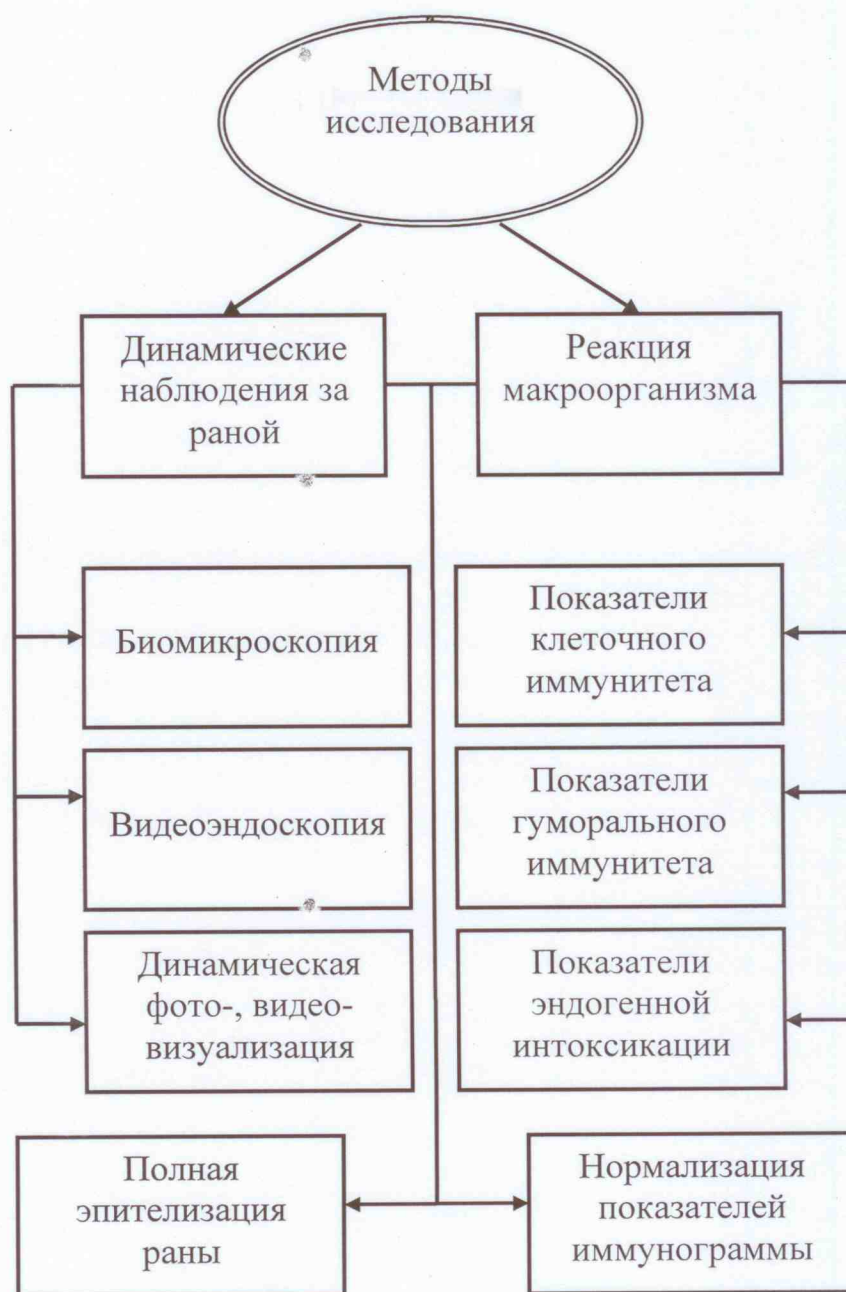 Методы
исследования
Динамические
наблюдения за
раной
Реакция
макроорганизма
Биомикроскопия
Показатели
клеточного
иммунитета
Видеоэндоскопия
Показатели
гуморального
иммунитета
Динамическая
фото-, видео-
визуализация
Показатели
эндогенной
интоксикации
Полная
эпителизация
раны
Нормализация
показателей
иммунограммы